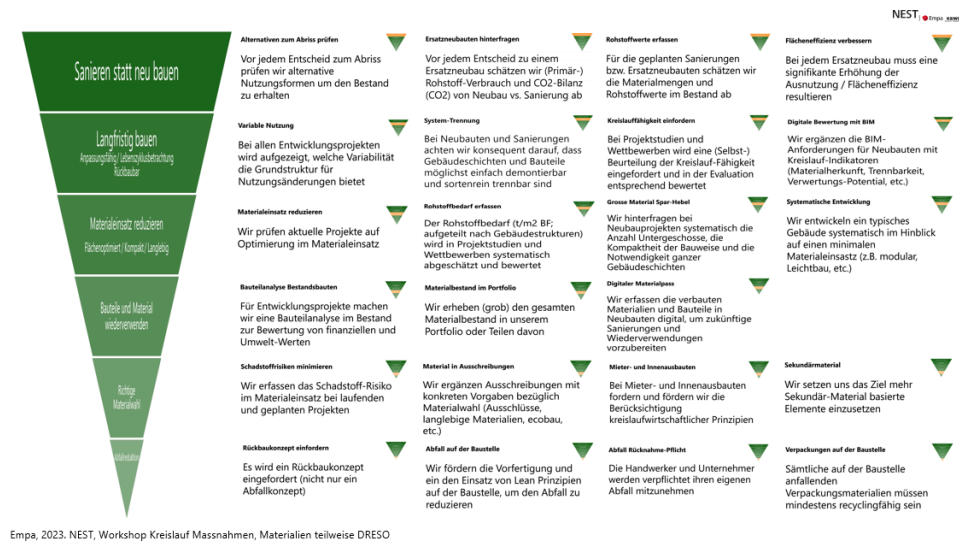 NEST
Empa
Sanieren statt neu bauen
Langfristig bauen
Anpassungsfähig / Lebenszyklusbetrachtung
Rückbaubar
Materialeinsatz reduzieren
Flächenoptimiert / Kompakt / Langlebig
Bauteile und Material
wiederverwenden
Richtige
Materialwahl
Alternativen zum Abriss prüfen
Vor jedem Entscheid zum Abriss
prüfen wir alternative
Nutzungsformen um den Bestand
zu erhalten
Ersatzneubauten hinterfragen
Vor jedem Entscheid zu einem
Ersatzneubau schätzen wir (Primär-)
Rohstoff-Verbrauch und CO2-Bilanz
(CO2) von Neubau vs. Sanierung ab
Rohstoffwerte erfassen
Für die geplanten Sanierungen
bzw. Ersatzneubauten schätzen wir
die Materialmengen und
Rohstoffwerte im Bestand ab
Flächeneffizienz verbessern
Bei jedem Ersatzneubau muss eine
signifikante Erhöhung der
Ausnutzung / Flächeneffizienz
resultieren
Variable Nutzung
Bei allen Entwicklungsprojekten
wird aufgezeigt, welche Variabilität
die Grundstruktur für
Nutzungsänderungen bietet
System-Trennung
Bei Neubauten und Sanierungen
achten wir konsequent darauf, dass
Gebäudeschichten und Bauteile
möglichst einfach demontierbar
und sortenrein trennbar sind
Kreislauffähigkeit einfordern
Bei Projektstudien und
Wettbewerben wird eine (Selbst-)
Beurteilung der Kreislauf-Fähigkeit
eingefordert und in der Evaluation
entsprechend bewertet
Digitale Bewertung mit BIM
Wir ergänzen die BIM-
Anforderungen für Neubauten mit
Kreislauf-Indikatoren
(Materialherkunft, Trennbarkeit,
Verwertungs-Potential, etc.)
Materialeinsatz reduzieren
Wir prüfen aktuelle Projekte auf
Optimierung im Materialeinsatz
Rohstoffbedarf erfassen
Der Rohstoffbedarf (t/m2 BF;
aufgeteilt nach Gebäudestrukturen)
wird in Projektstudien und
Wettbewerben systematisch
abgeschätzt und bewertet
Grosse Material Spar-Hebel
Wir hinterfragen bei
Neubauprojekten systematisch die
Anzahl Untergeschosse, die
Kompaktheit der Bauweise und die
Notwendigkeit ganzer
Gebäudeschichten
Systematische Entwicklung
Wir entwickeln ein typisches
Gebäude systematisch im Hinblick
auf einen minimalen
Materialeinsastz (z.B. modular,
Leichtbau, etc.)
Bauteilanalyse Bestandsbauten
Für Entwicklungsprojekte machen
wir eine Bauteilanalyse im Bestand
zur Bewertung von finanziellen und
Umwelt-Werten
Materialbestand im Portfolio
Wir erheben (grob) den gesamten
Materialbestand in unserem
Portfolio oder Teilen davon
Digitaler Materialpass
Wir erfassen die verbauten
Materialien und Bauteile in
Neubauten digital, um zukünftige
Sanierungen und
Wiederverwendungen
vorzubereiten
Schadstoffrisiken minimieren
Wir erfassen das Schadstoff-Risiko
im Materialeinsatz bei laufenden
und geplanten Projekten
Material in Ausschreibungen
Wir ergänzen Ausschreibungen mit
konkreten Vorgaben bezüglich
Materialwahl (Ausschlüsse,
langlebige Materialien, ecobau,
etc.)
Mieter- und Innenausbauten
Bei Mieter- und Innenausbauten
fordern und fördern wir die
Berücksichtigung
kreislaufwirtschaftlicher Prinzipien
Sekundärmaterial
Wir setzen uns das Ziel mehr
Sekundär-Material basierte
Elemente einzusetzen
Rückbaukonzept einfordern
Es wird ein Rückbaukonzept
eingefordert (nicht nur ein
Abfallkonzept)
Abfall auf der Baustelle
Wir fördern die Vorfertigung und
ein den Einsatz von Lean Prinzipien
auf der Baustelle, um den Abfall zu
reduzieren
Abfall Rücknahme-Pflicht
Die Handwerker und Unternehmer
werden verpflichtet ihren eigenen
Abfall mitzunehmen
Verpackungen auf der Baustelle
Sämtliche auf der Baustelle
anfallenden
Verpackungsmaterialien müssen
mindestens recyclingfähig sein
Empa, 2023. NEST, Workshop Kreislauf Massnahmen, Materialien teilweise DRESO